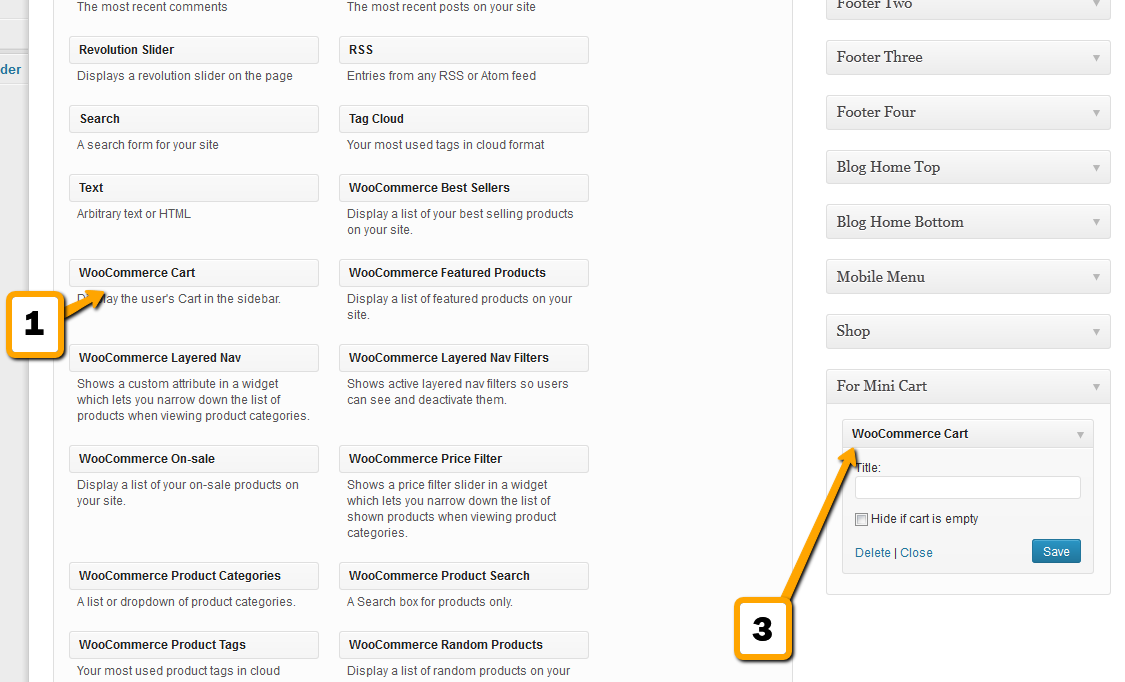 The most recent comments
The most recent posts on your site
Revolution Slider
Displays a revolution slider on the page
RSS
Entries from any RSS or Atom feed
Search
A search form for your site
Tag Cloud
Your most used tags in cloud format
Text
Arbitrary text or HTML
WooCommerce Best Sellers
Display a list of your best selling products
on your site.
WooCommerce Cart
the user's Cart in the sidebar.
WooCommerce Featured Products
Display a list of featured products on your
site.
1
WooCommerce Layered Nav
Shows a custom attribute in a widget
which lets you narrow down the list of
products when viewing product categories.
WooCommerce Layered Nav Filters
Shows active layered nav filters so users
can see and deactivate them.
WooCommerce On-sale
Display a list of your on-sale products on
your site.
WooCommerce Price Filter
Shows a price filter slider in a widget
which lets you narrow down the list of
shown products when viewing product
categories.
WooCommerce Product Categories
A list or dropdown of product categories.
WooCommerce Product Search
A Search box for products only.
WooCommerce Product Tags
Your most used product tags in cloud
WooCommerce Random Products
Display a list of random products on your
der
Footer Two
Footer Three
Footer Four
Blog Home Top
Blog Home Bottom
Mobile Menu
Shop
For Mini Cart
WooCommerce Cart
Title:
Hide if cart is empty
Delete | Close
Save
3